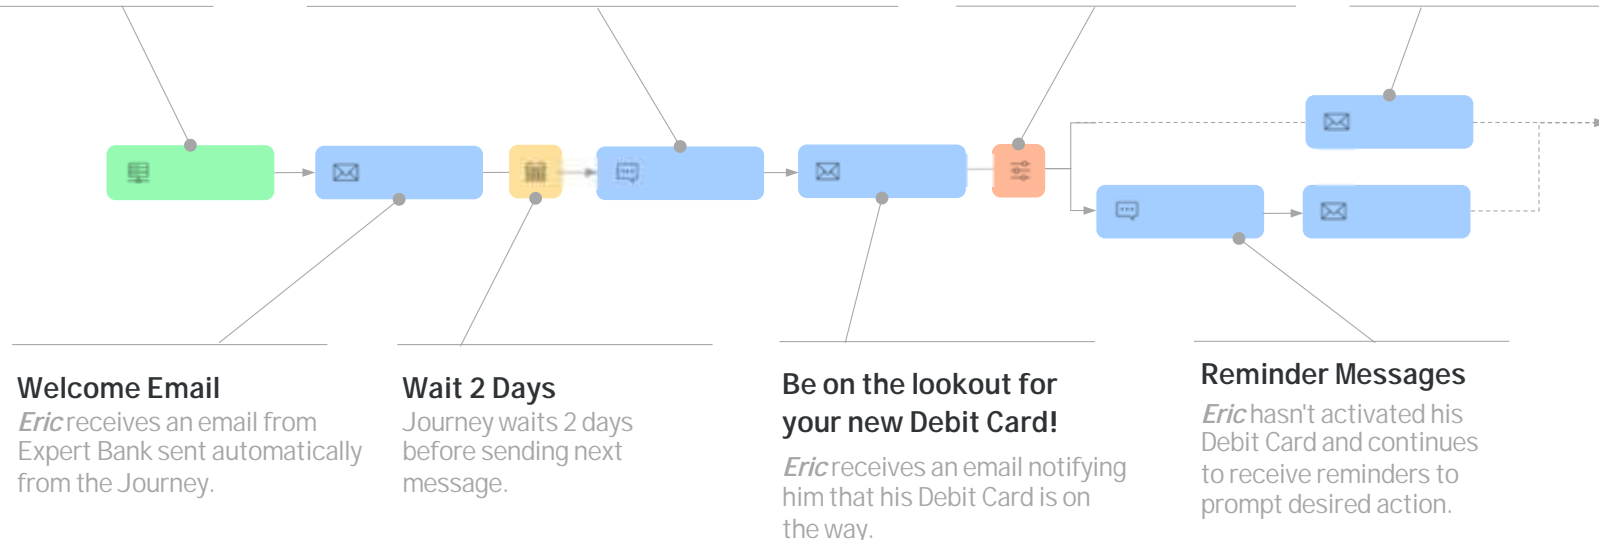 Welcome Email
Eric receives an email from
Expert Bank sent automatically
from the Journey.
Wait 2 Days
Journey waits 2 days
before sending next
message.
Be on the lookout for
your new Debit Card!
Eric receives an email notifying
him that his Debit Card is on
the way.
Reminder Messages
Eric hasn't activated his
Debit Card and continues
to receive reminders to
prompt desired action.